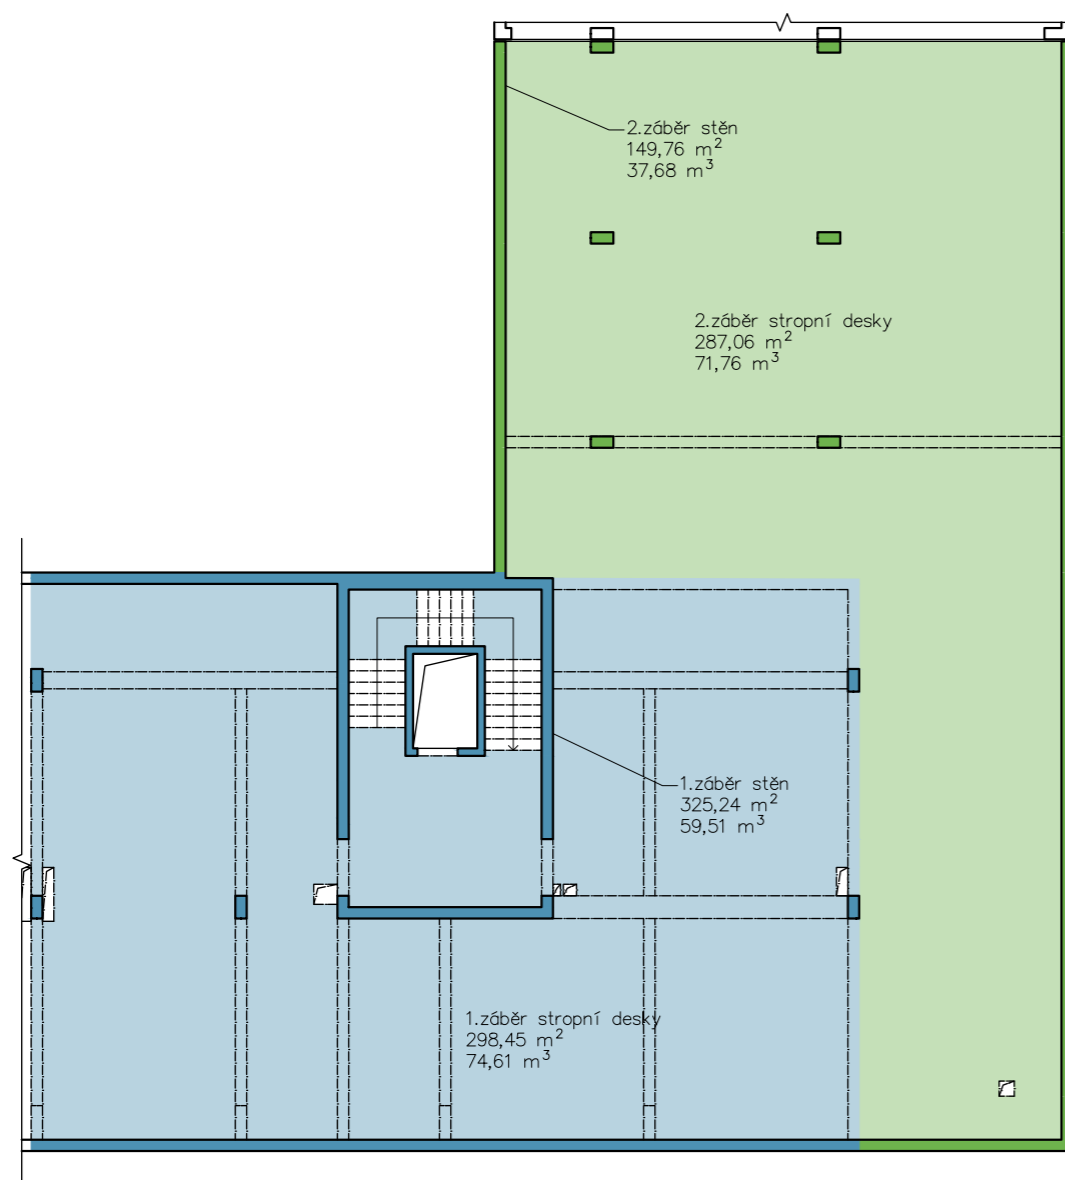 2.záběr stěn
149,76 m²
37,68 m³
2.záběr stropní desky
287,06 m²
71,76 m³
1.záběr stěn
325,24 m²
59,51 m³
1.záběr stropní desky
298,45 m²
74,61 m³